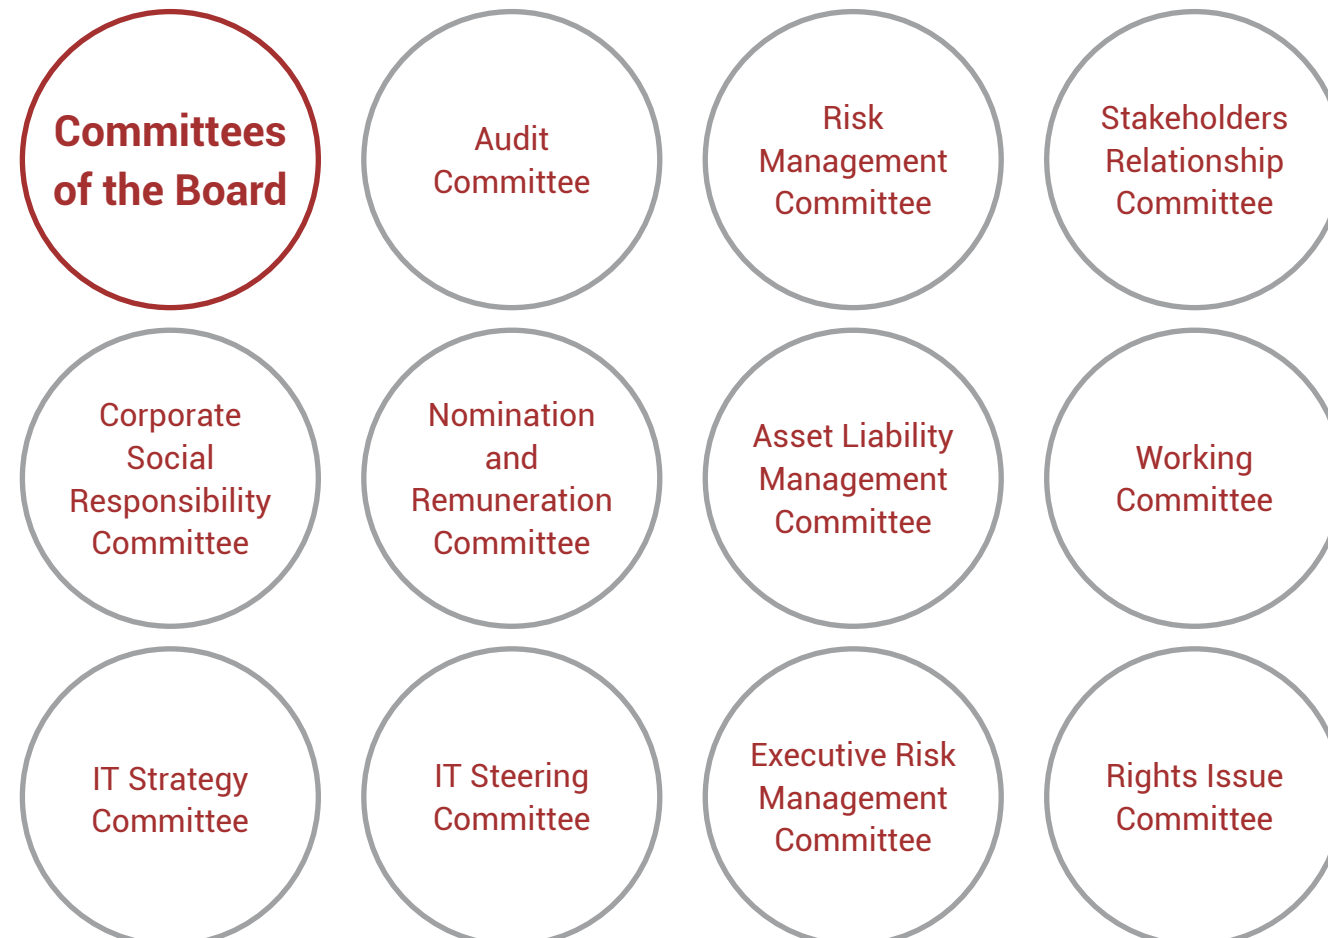 Committees
of the Board
Audit
Committee
Risk
Management
Committee
Stakeholders
Relationship
Committee
Corporate
Social
Responsibility
Committee
Nomination
and
Remuneration
Committee
Asset Liability
Management
Committee
Working
Committee
IT Strategy
Committee
IT Steering
Committee
Executive Risk
Management
Committee
Rights Issue
Committee